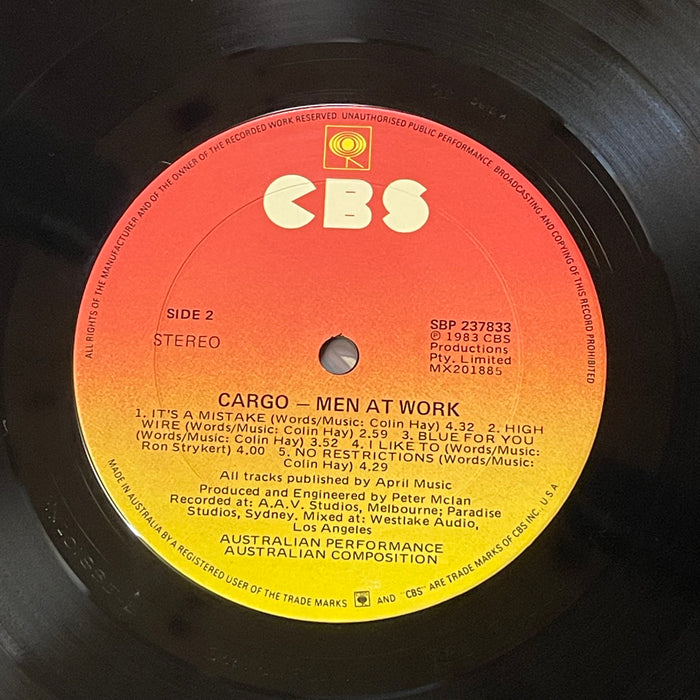 ALL RIGHTS OF THE MANUFACTURER AND OF THE OWNER OF THE RECORDED WORK RESERVED. UNAUTHORISED PUBLIC PERFORMANCE, BROADCASTING AND COPYING OF THIS RECORD PROHIBITED
CBS
SIDE 2
STEREO
SBP 237833
Ⓟ 1983 CBS
Productions
Pty. Limited
MX201885
CARGO – MEN AT WORK
1. IT'S A MISTAKE (Words/Music: Colin Hay) 4.32 2. HIGH
WIRE (Words/Music: Colin Hay) 2.59 3. BLUE FOR YOU
(Words/Music: Colin Hay) 3.52 4. I LIKE TO (Words/Music:
Ron Strykert) 4.00 5. NO RESTRICTIONS (Words/Music:
Colin Hay) 4.29
All tracks published by April Music
Produced and Engineered by Peter McIan
Recorded at: A.A.V. Studios, Melbourne; Paradise
Studios, Sydney. Mixed at: Westlake Audio,
Los Angeles
AUSTRALIAN PERFORMANCE
AUSTRALIAN COMPOSITION
MADE IN AUSTRALIA BY A REGISTERED USER OF THE TRADE MARKS AND "CBS" ARE TRADE MARKS OF CBS INC. U.S.A.